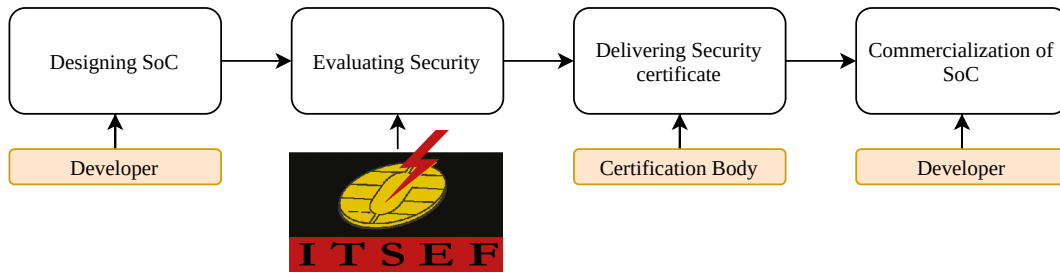 Designing SoC
Evaluating Security
Delivering Security
certificate
Commercialization of
SoC
Developer
ITSEF
Certification Body
Developer